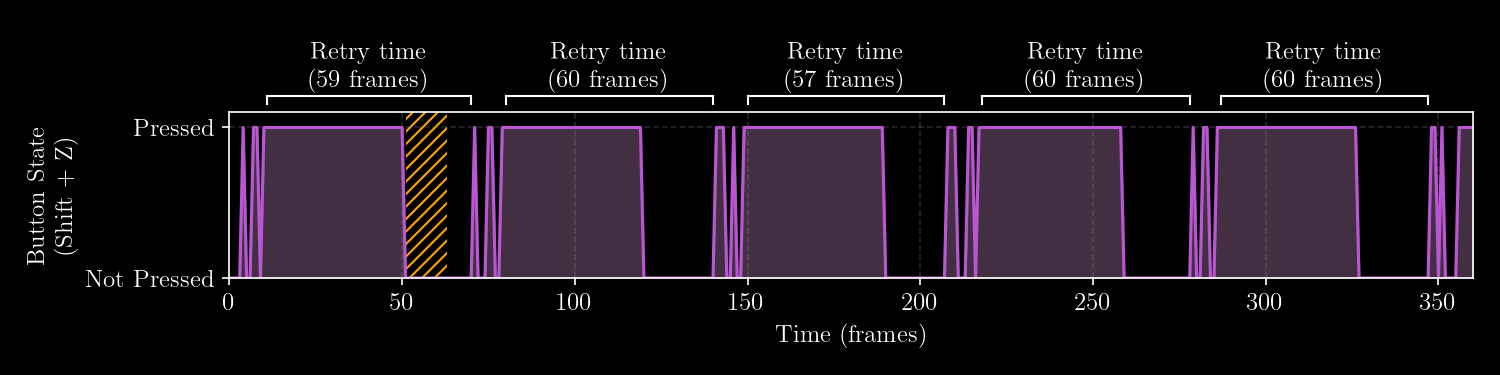 Retry time
(59 frames)
Retry time
(60 frames)
Retry time
(57 frames)
Retry time
(60 frames)
Retry time
(60 frames)
Button State
(Shift + Z)
Pressed
Not Pressed
0
50
100
150
200
250
300
350
Time (frames)